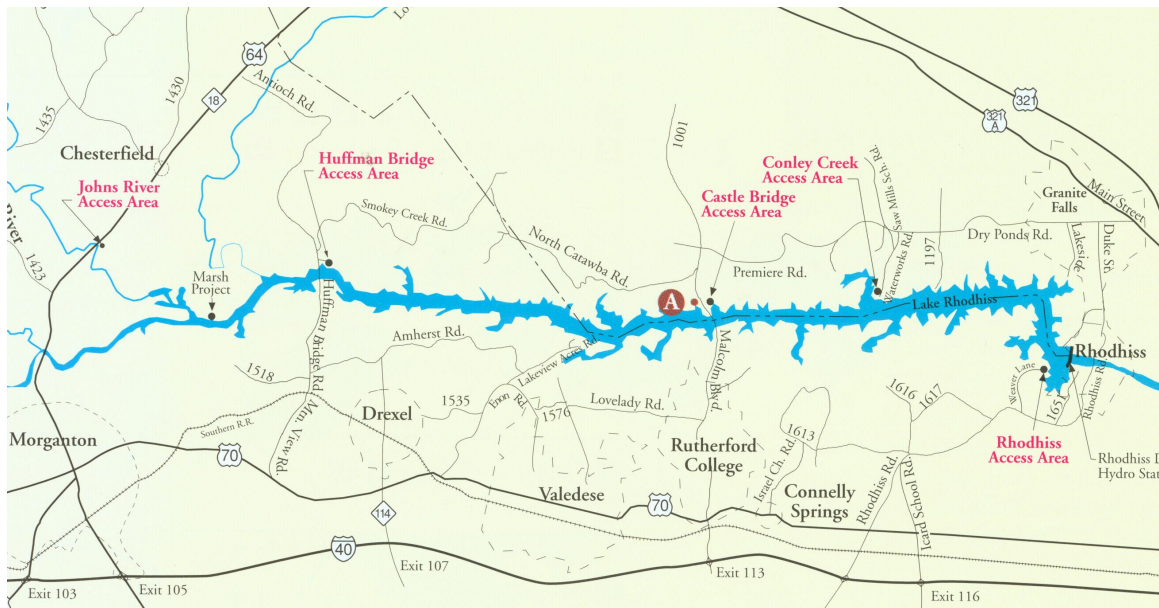 64
321
1430
Antioch Rd.
18
1435
321
A
1001
Chesterfield
Huffman Bridge
Access Area
Conley Creek
Access Area
Saw Mills Sch. Rd.
Johns River
Access Area
Castle Bridge
Access Area
Granite
Falls
Main Street
River
Smokey Creek Rd.
North Catawba Rd.
Dry Ponds Rd.
Lakeside
Duke St.
1423
Premiere Rd.
Waterworks Rd.
1197
Marsh
Project
Huffman Bridge Rd.
A
Lake Rhodhiss
Amherst Rd.
Lakeview Acres Rd.
Malcolm Blvd.
Rhodhiss
1518
Weaver Lane
1616
1617
1651
Rhodhiss Rd.
Drexel
1535
Enon
Rd.
1576
Lovelady Rd.
Mtn. View Rd.
Southern R.R.
Morganton
1613
Rutherford
College
Rhodhiss
Access Area
Rhodhiss D
Hydro Stat
70
Israel Ch. Rd.
Rhodhiss Rd.
Icard School Rd.
Valedese
70
Connelly
Springs
114
40
Exit 107
Exit 113
Exit 103
Exit 105
Exit 116